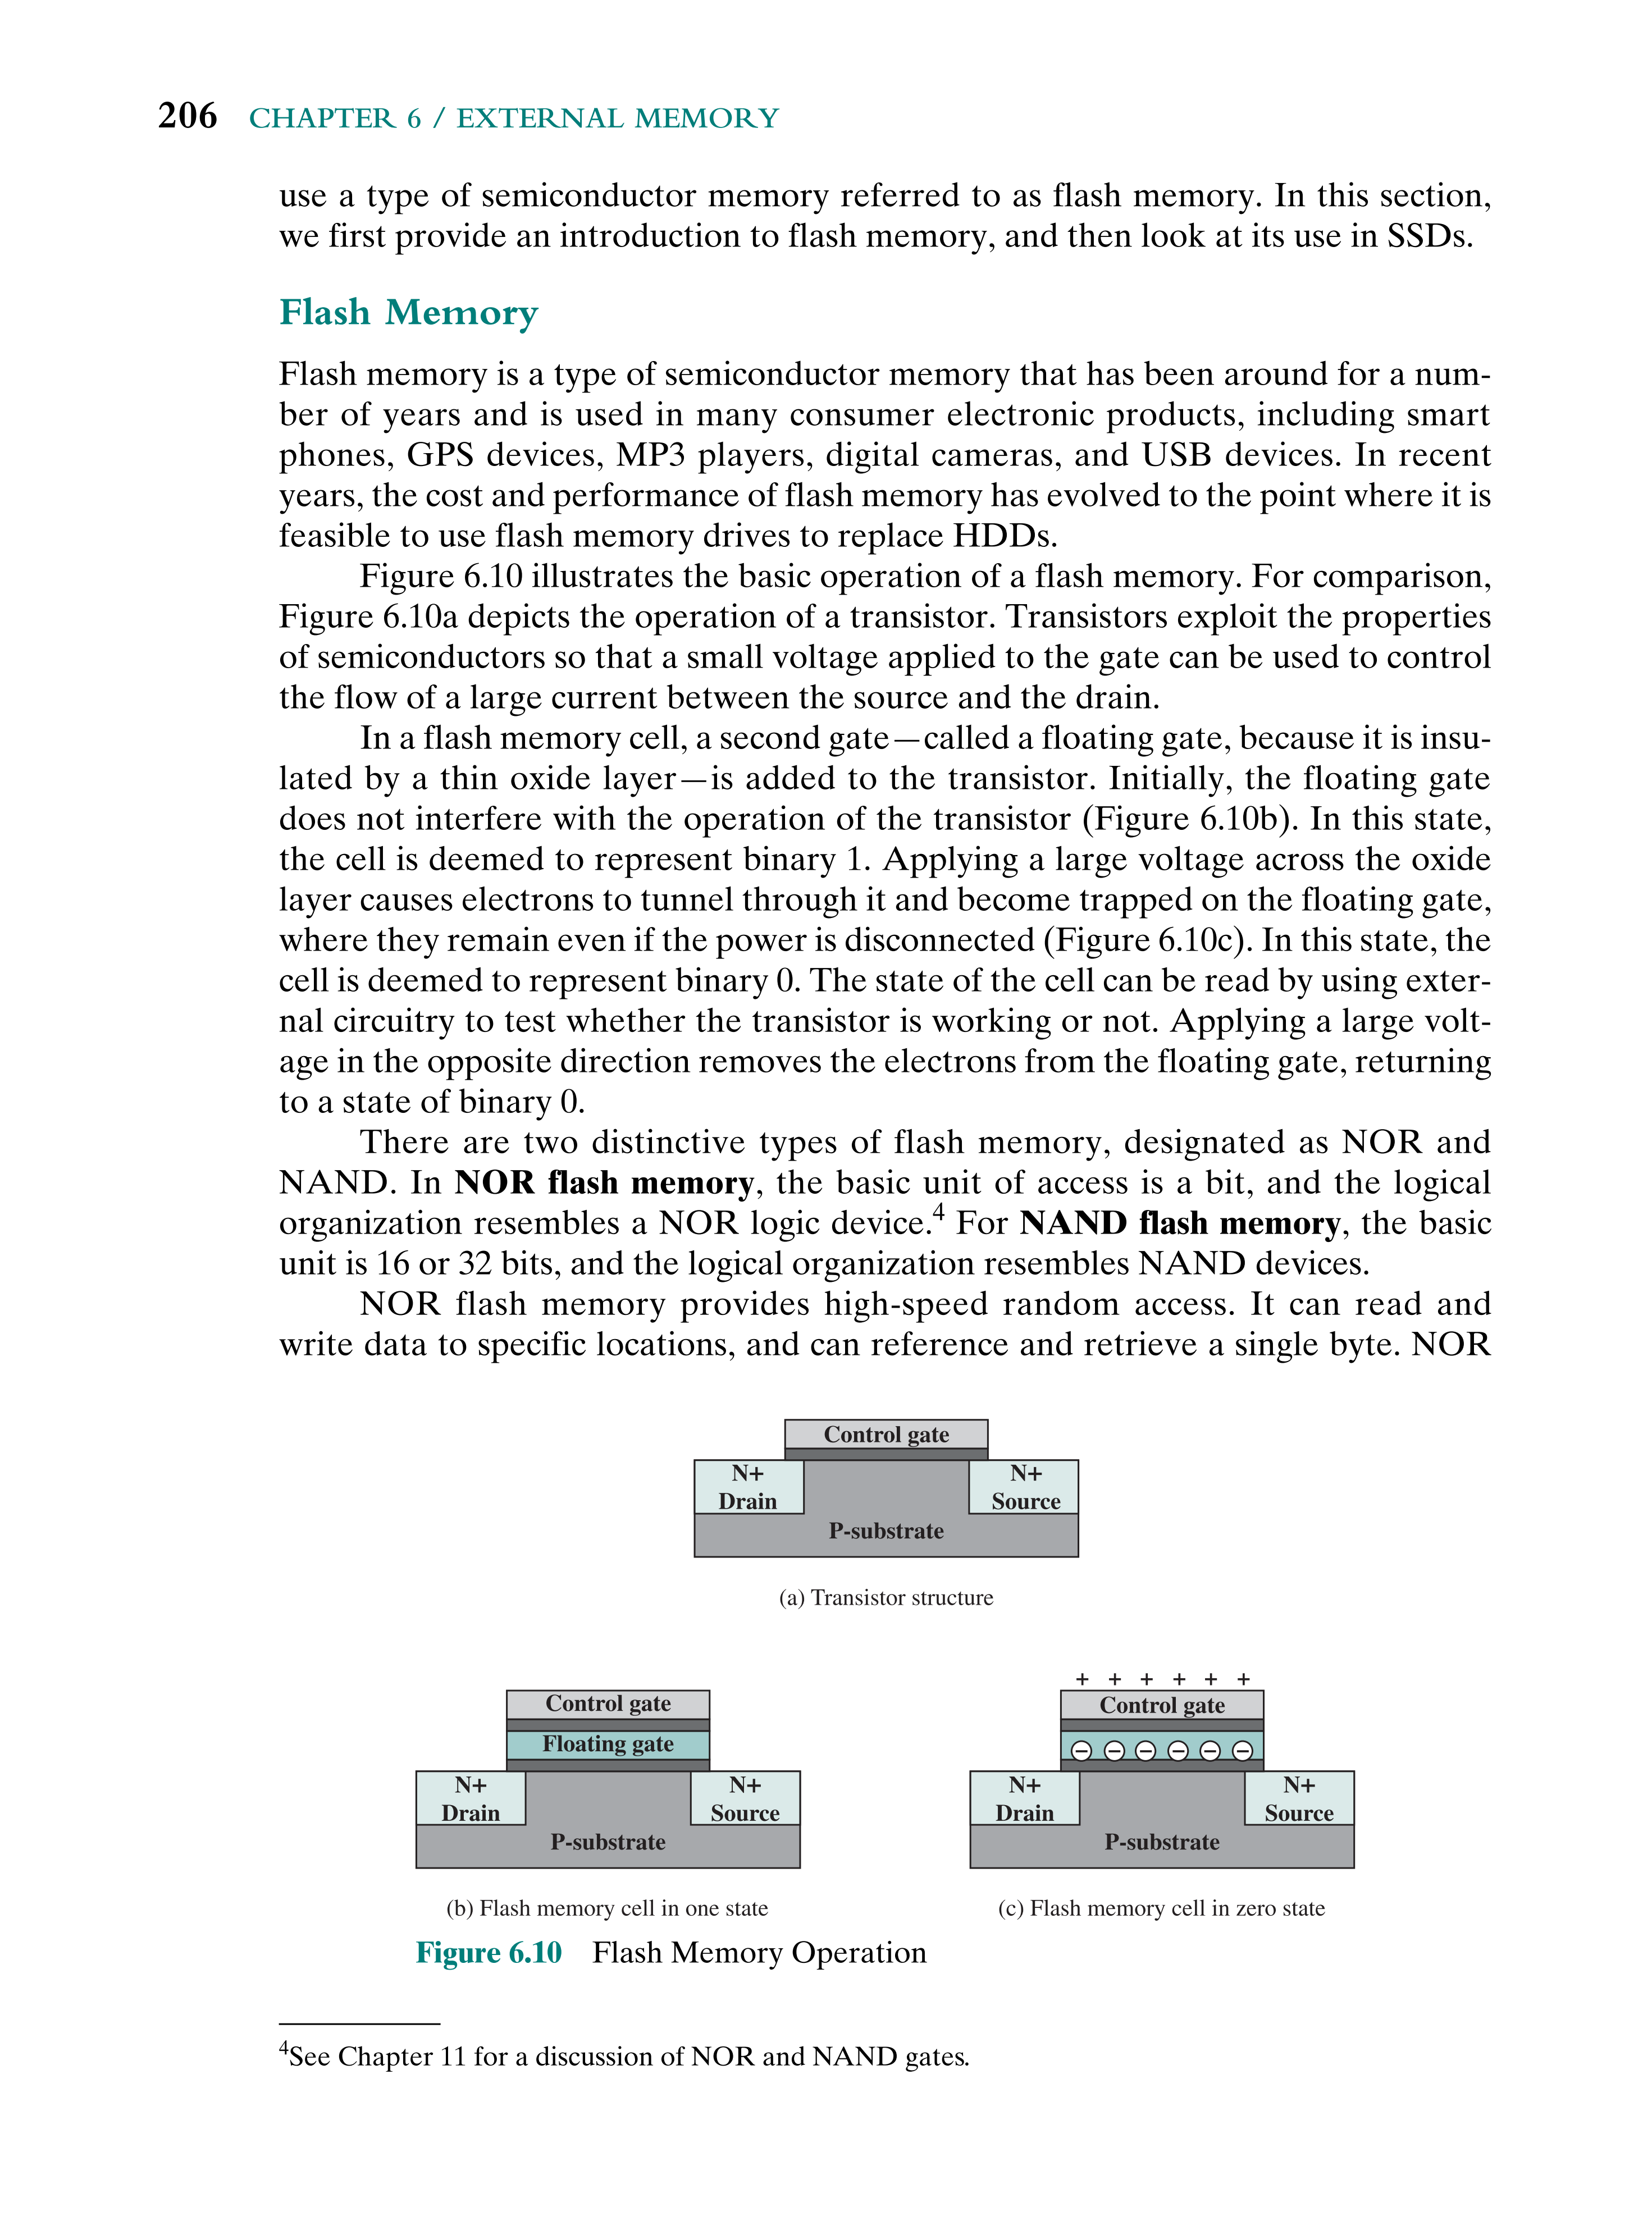 206 CHAPTER 6 / EXTERNAL MEMORY
use a type of semiconductor memory referred to as flash memory. In this section,
we first provide an introduction to flash memory, and then look at its use in SSDs.
Flash Memory
Flash memory is a type of semiconductor memory that has been around for a num-
ber of years and is used in many consumer electronic products, including smart
phones, GPS devices, MP3 players, digital cameras, and USB devices. In recent
years, the cost and performance of flash memory has evolved to the point where it is
feasible to use flash memory drives to replace HDDs.
Figure 6.10 illustrates the basic operation of a flash memory. For comparison,
Figure 6.10a depicts the operation of a transistor. Transistors exploit the properties
of semiconductors so that a small voltage applied to the gate can be used to control
the flow of a large current between the source and the drain.
In a flash memory cell, a second gate—called a floating gate, because it is insu-
lated by a thin oxide layer—is added to the transistor. Initially, the floating gate
does not interfere with the operation of the transistor (Figure 6.10b). In this state,
the cell is deemed to represent binary 1. Applying a large voltage across the oxide
layer causes electrons to tunnel through it and become trapped on the floating gate,
where they remain even if the power is disconnected (Figure 6.10c). In this state, the
cell is deemed to represent binary 0. The state of the cell can be read by using exter-
nal circuitry to test whether the transistor is working or not. Applying a large volt-
age in the opposite direction removes the electrons from the floating gate, returning
to a state of binary 0.
There are two distinctive types of flash memory, designated as NOR and
NAND. In NOR flash memory, the basic unit of access is a bit, and the logical
organization resembles a NOR logic device.4 For NAND flash memory, the basic
unit is 16 or 32 bits, and the logical organization resembles NAND devices.
NOR flash memory provides high-speed random access. It can read and
write data to specific locations, and can reference and retrieve a single byte. NOR
Control gate
N+
Drain
N+
Source
P-substrate
(a) Transistor structure
Control gate
Floating gate
N+
Drain
N+
Source
P-substrate
(b) Flash memory cell in one state
+ + + + + +
Control gate
− − − − − −
N+
Drain
N+
Source
P-substrate
(c) Flash memory cell in zero state
Figure 6.10 Flash Memory Operation
4See Chapter 11 for a discussion of NOR and NAND gates.